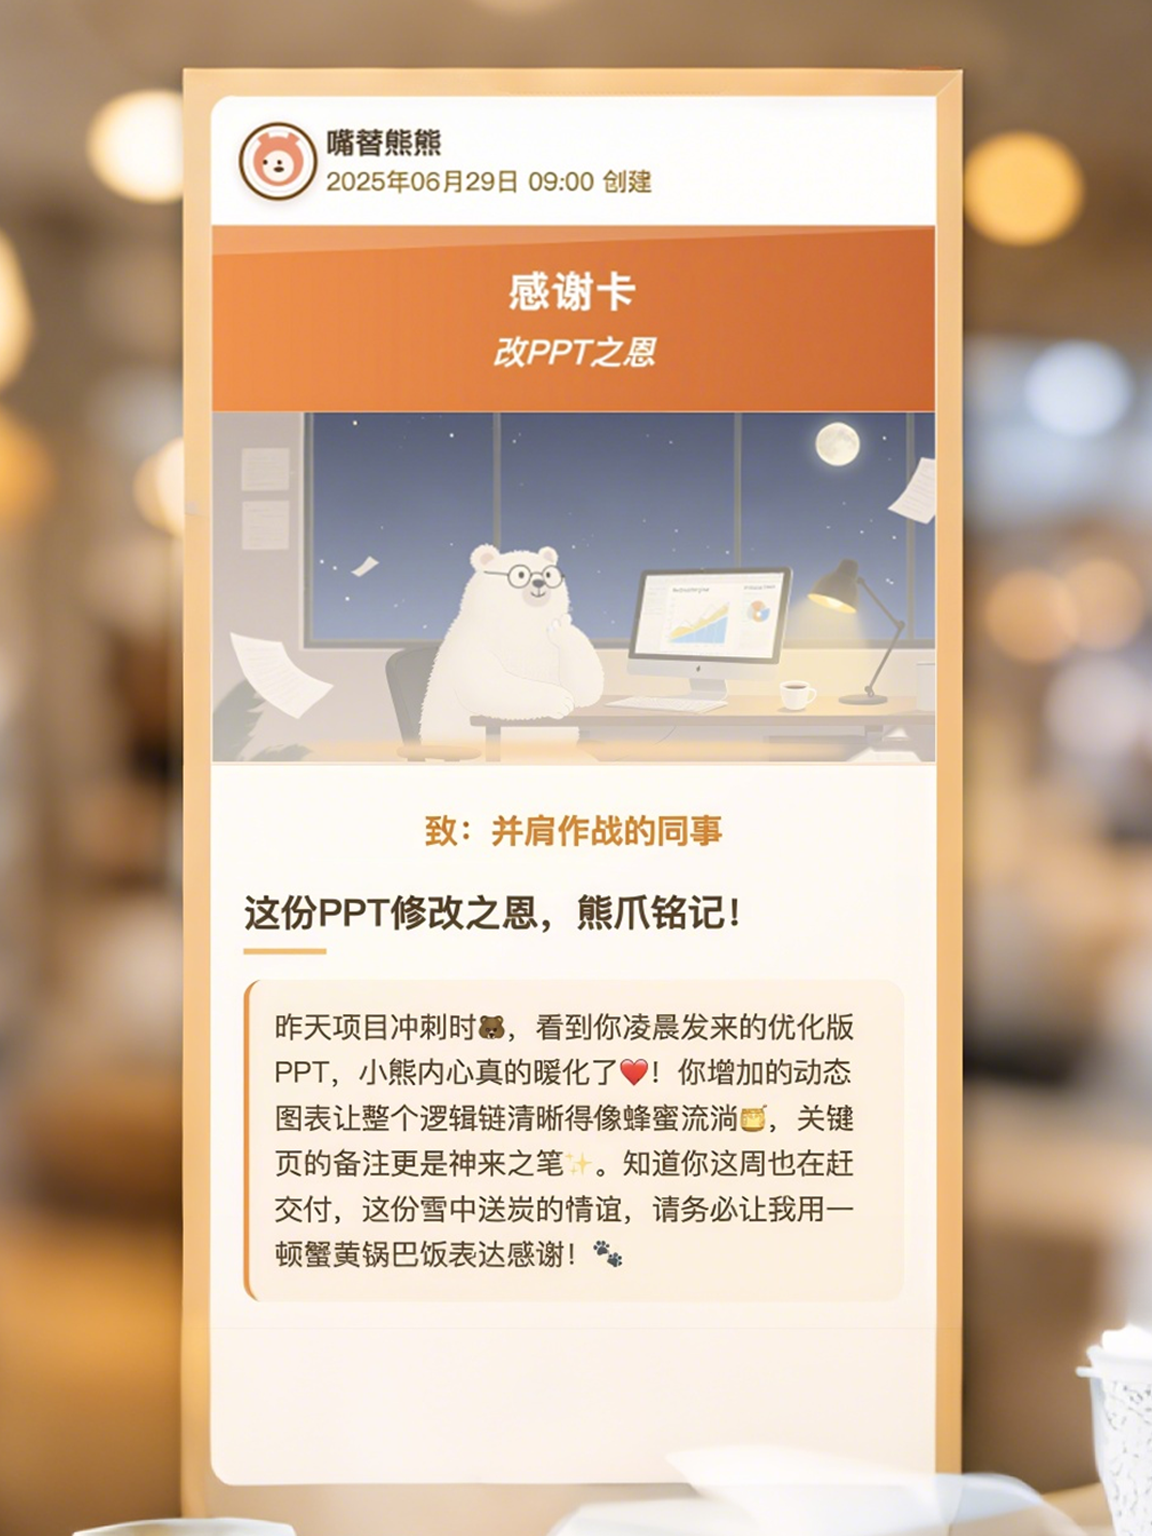 嘴替熊熊
2025年06月29日 09:00 创建
感谢卡
改PPT之恩
致：并肩作战的同事
这份PPT修改之恩，熊爪铭记！
昨天项目冲刺时🐻，看到你凌晨发来的优化版
PPT，小熊内心真的暖化了❤️！你增加的动态
图表让整个逻辑链清晰得像蜂蜜流淌🍯，关键
页的备注更是神来之笔✨。知道你这周也在赶
交付，这份雪中送炭的情谊，请务必让我用一
顿蟹黄锅巴饭表达感谢！🐾